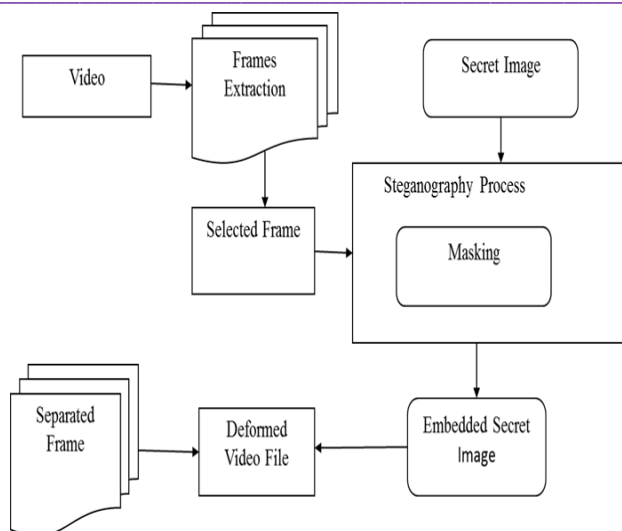 Video
Frames
Extraction
Secret Image
Steganography Process
Selected Frame
Masking
Separated
Frame
Deformed
Video File
Embedded Secret
Image